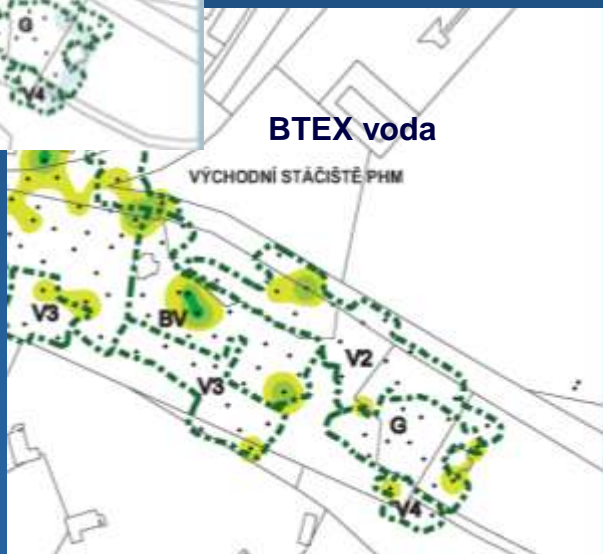 G
V4
BTEX voda
VÝCHODNÍ STÁČIŠTĚ PHM
V3
BV
V2
V3
G
V4